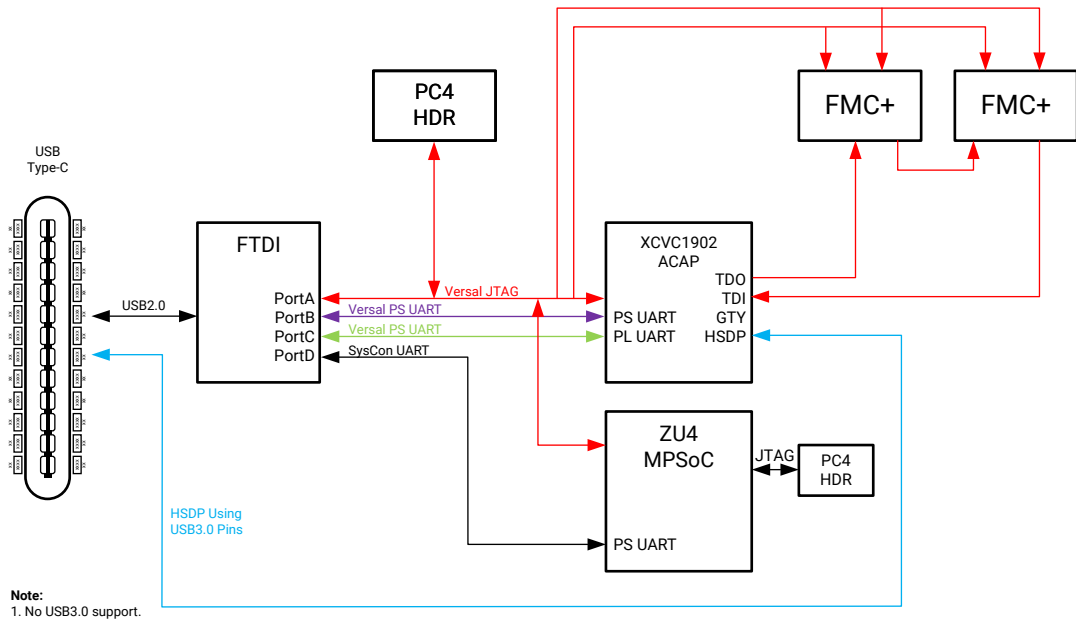 PC4
HDR
FMC+
FMC+
USB
Type-C
FTDI
PortA
PortB
PortC
PortD
USB2.0
Versal JTAG
Versal PS UART
Versal PS UART
SysCon UART
XCVC1902
ACAP
TDO
TDI
GTY
HSDP
PS UART
PL UART
ZU4
MPSoC
PS UART
JTAG
PC4
HDR
HSDP Using
USB3.0 Pins
Note:
1. No USB3.0 support.